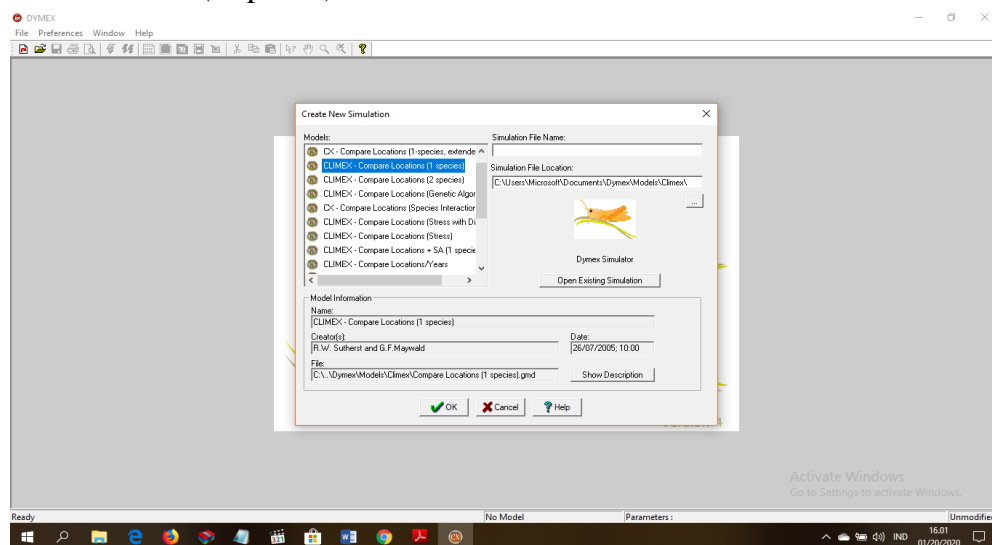 DYMEX
File Preferences Window Help
Create New Simulation
Models:
CX - Compare Locations (1-species, extende
CLIMEX - Compare Locations (1 species)
CLIMEX - Compare Locations (2 species)
CLIMEX - Compare Locations (Genetic Algor
CX - Compare Locations (Species Interaction
CLIMEX - Compare Locations (Stress with Di
CLIMEX - Compare Locations (Stress)
CLIMEX - Compare Locations + SA (1 specie
CLIMEX - Compare Locations/Years
Simulation File Name:
Simulation File Location:
C:\Users\Microsoft\Documents\Dymex\Models\Climex\
...
Dymex Simulator
Open Existing Simulation
Model Information
Name:
CLIMEX - Compare Locations (1 species)
Creator(s):
R.W. Sutherst and G.F.Maywald
Date:
26/07/2005; 10:00
File:
C:\..\Dymex\Models\Climex\Compare Locations (1 species).gmd
Show Description
OK Cancel Help
Activate Windows
Go to Settings to activate Windows.
Ready No Model Parameters : Unmodifie
IND 16.01
01/20/2020